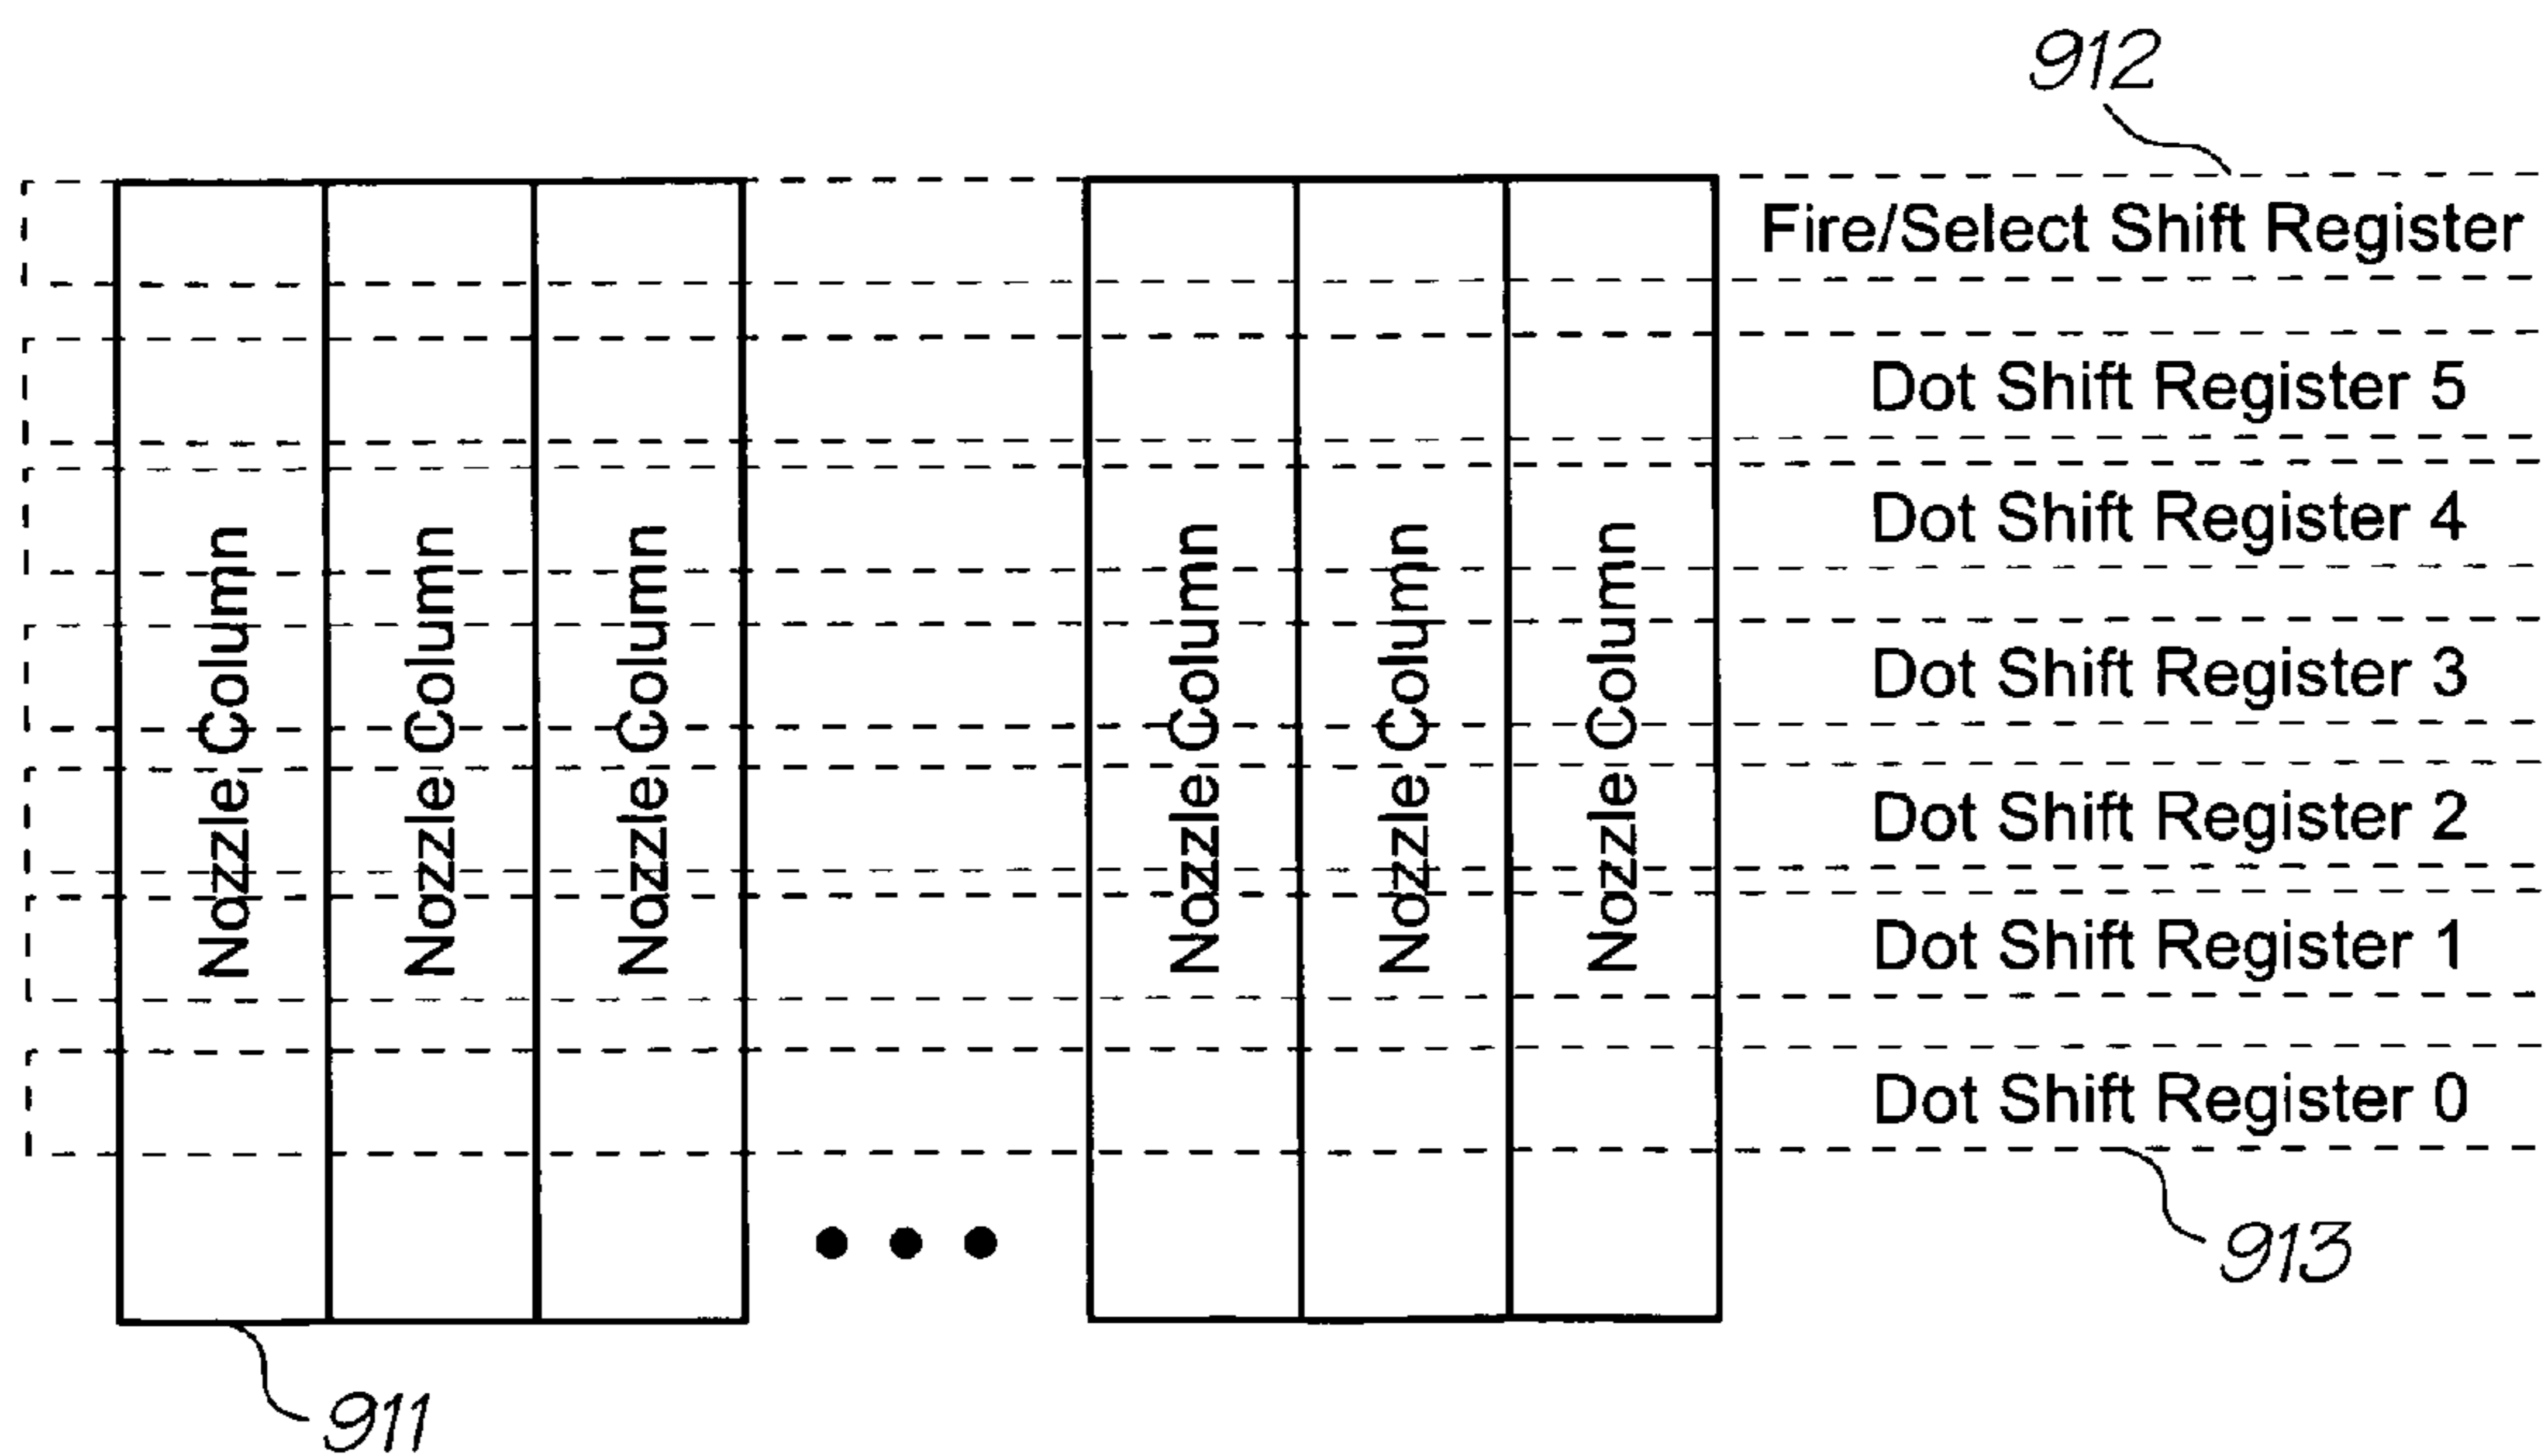 912
Fire/Select Shift Register
Dot Shift Register 5
Dot Shift Register 4
Dot Shift Register 3
Dot Shift Register 2
Dot Shift Register 1
Dot Shift Register 0
Nozzle Column
Nozzle Column
Nozzle Column
Nozzle Column
Nozzle Column
Nozzle Column
913
911